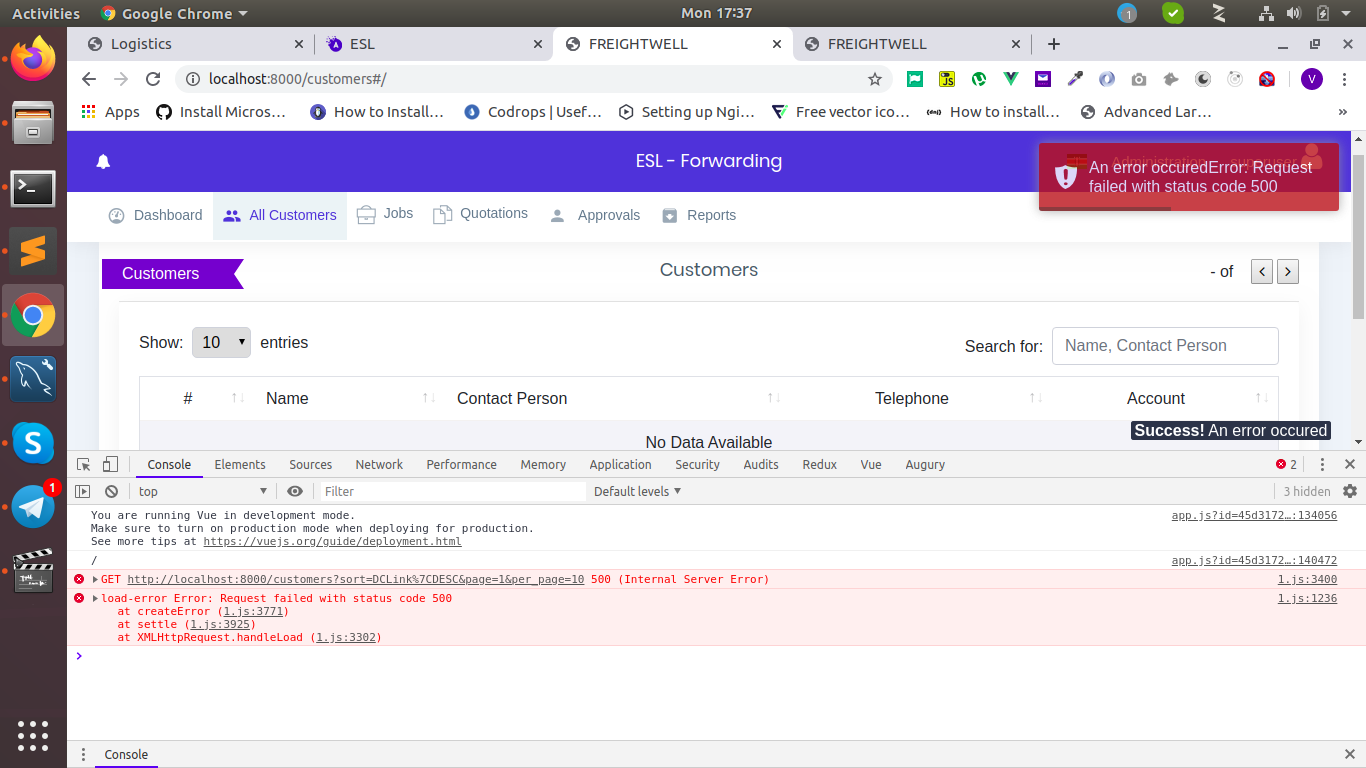 Activities Google Chrome Mon 17:37 1
Logistics ESL FREIGHTWELL FREIGHTWELL
localhost:8000/customers#/ JS V
Apps Install Micros… How to Install… Codrops | Usef… Setting up Ngi… Free vector ico… How to install… Advanced Lar… »
ESL - Forwarding
An error occuredError: Request
failed with status code 500
Dashboard All Customers Jobs Quotations Approvals Reports
Customers Customers - of < >
Show: 10 entries Search for: Name, Contact Person
# Name Contact Person Telephone Account
No Data Available
Success! An error occured
Console Elements Sources Network Performance Memory Application Security Audits Redux Vue Augury 2
top Filter Default levels 3 hidden
You are running Vue in development mode. app.js?id=45d3172…:134056
Make sure to turn on production mode when deploying for production.
See more tips at https://vuejs.org/guide/deployment.html
/ app.js?id=45d3172…:140472
GET http://localhost:8000/customers?sort=DCLink%7CDESC&page=1&per_page=10 500 (Internal Server Error) 1.js:3400
load-error Error: Request failed with status code 500 1.js:1236
at createError (1.js:3771)
at settle (1.js:3925)
at XMLHttpRequest.handleLoad (1.js:3302)
>
1
Console